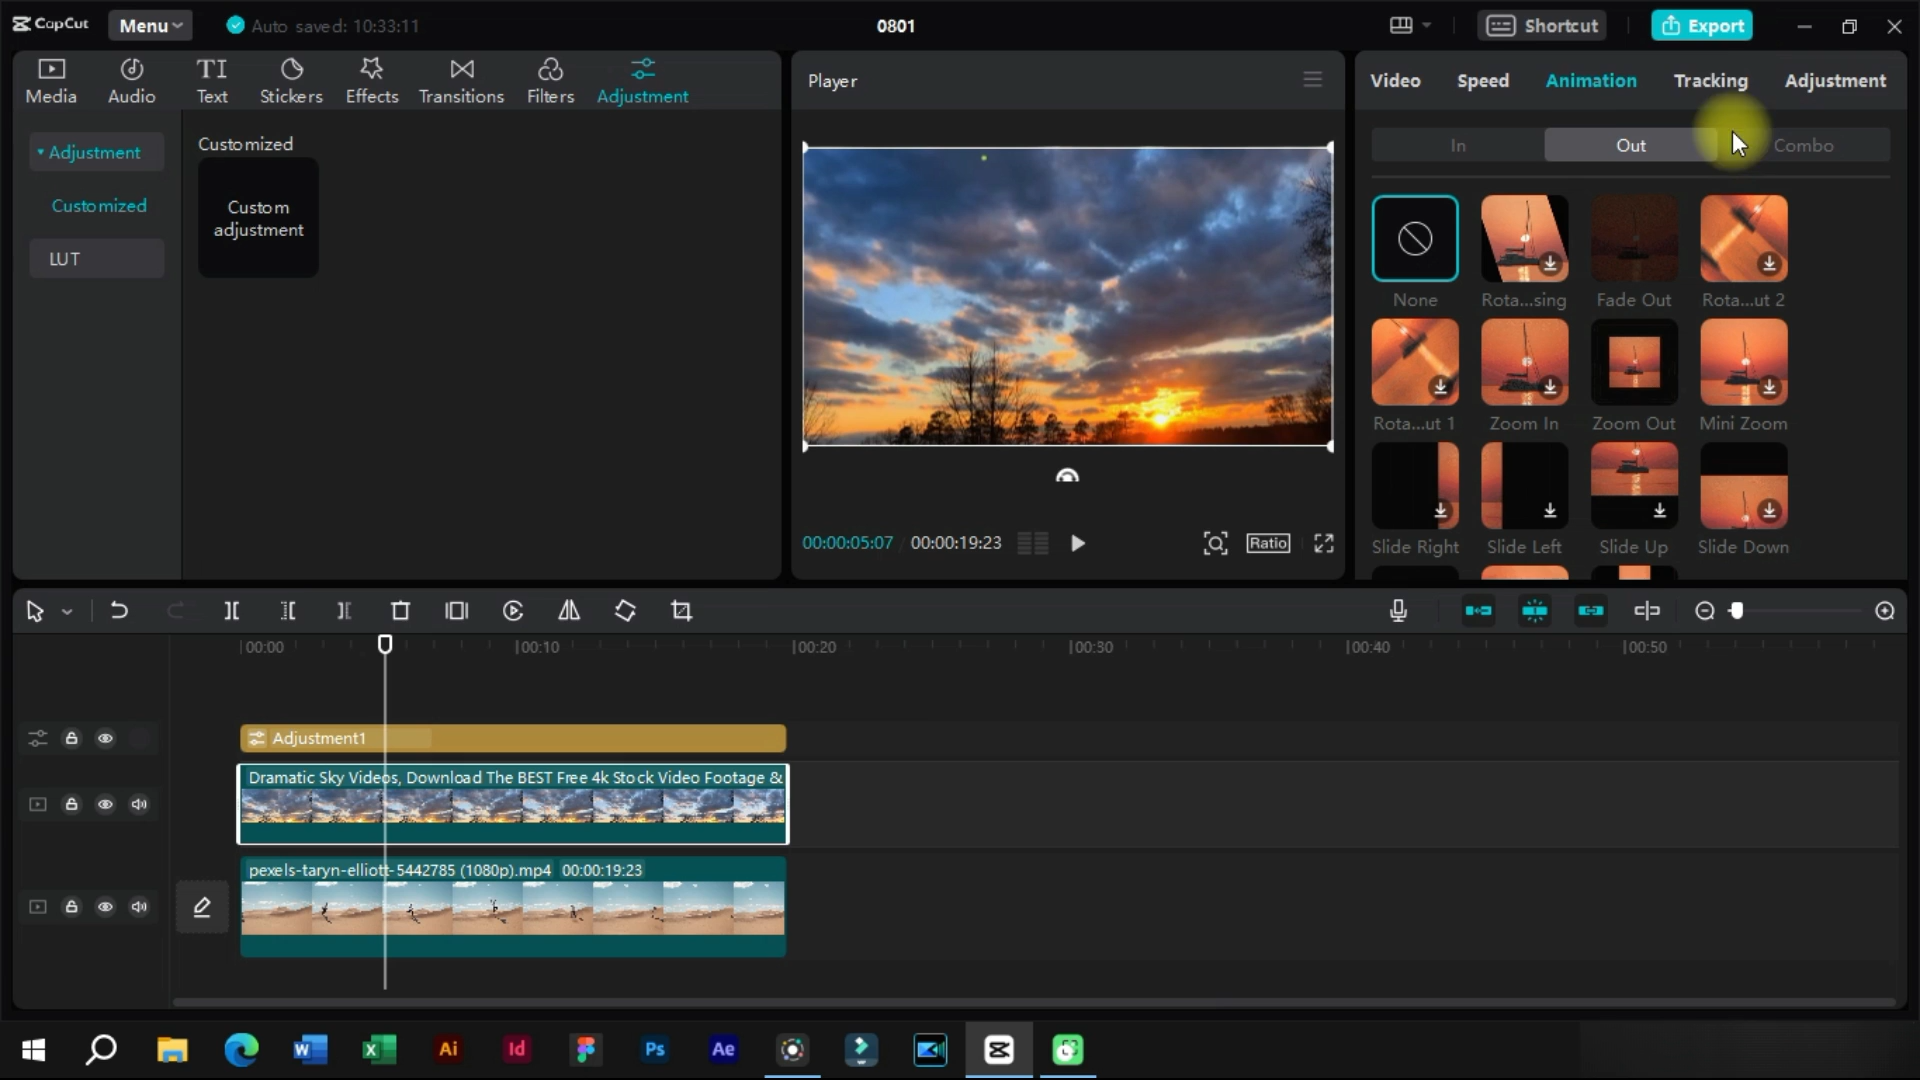 CapCut
Menu
Auto saved: 10:33:11
0801
Shortcut
Export
Media
Audio
TI
Text
Stickers
Effects
Transitions
Filters
Adjustment
Adjustment
Customized
LUT
Customized
Custom
adjustment
Player
00:00:05:07 / 00:00:19:23
Ratio
Video
Speed
Animation
Tracking
Adjustment
In
Out
Combo
None
Rota...sing
Fade Out
Rota...ut 2
Rota...ut 1
Zoom In
Zoom Out
Mini Zoom
Slide Right
Slide Left
Slide Up
Slide Down
00:00
00:10
00:20
00:30
00:40
00:50
Adjustment1
Dramatic Sky Videos, Download The BEST Free 4k Stock Video Footage &
pexels-taryn-elliott-5442785 (1080p).mp4 00:00:19:23
W
X
Ai
Id
Ps
Ae